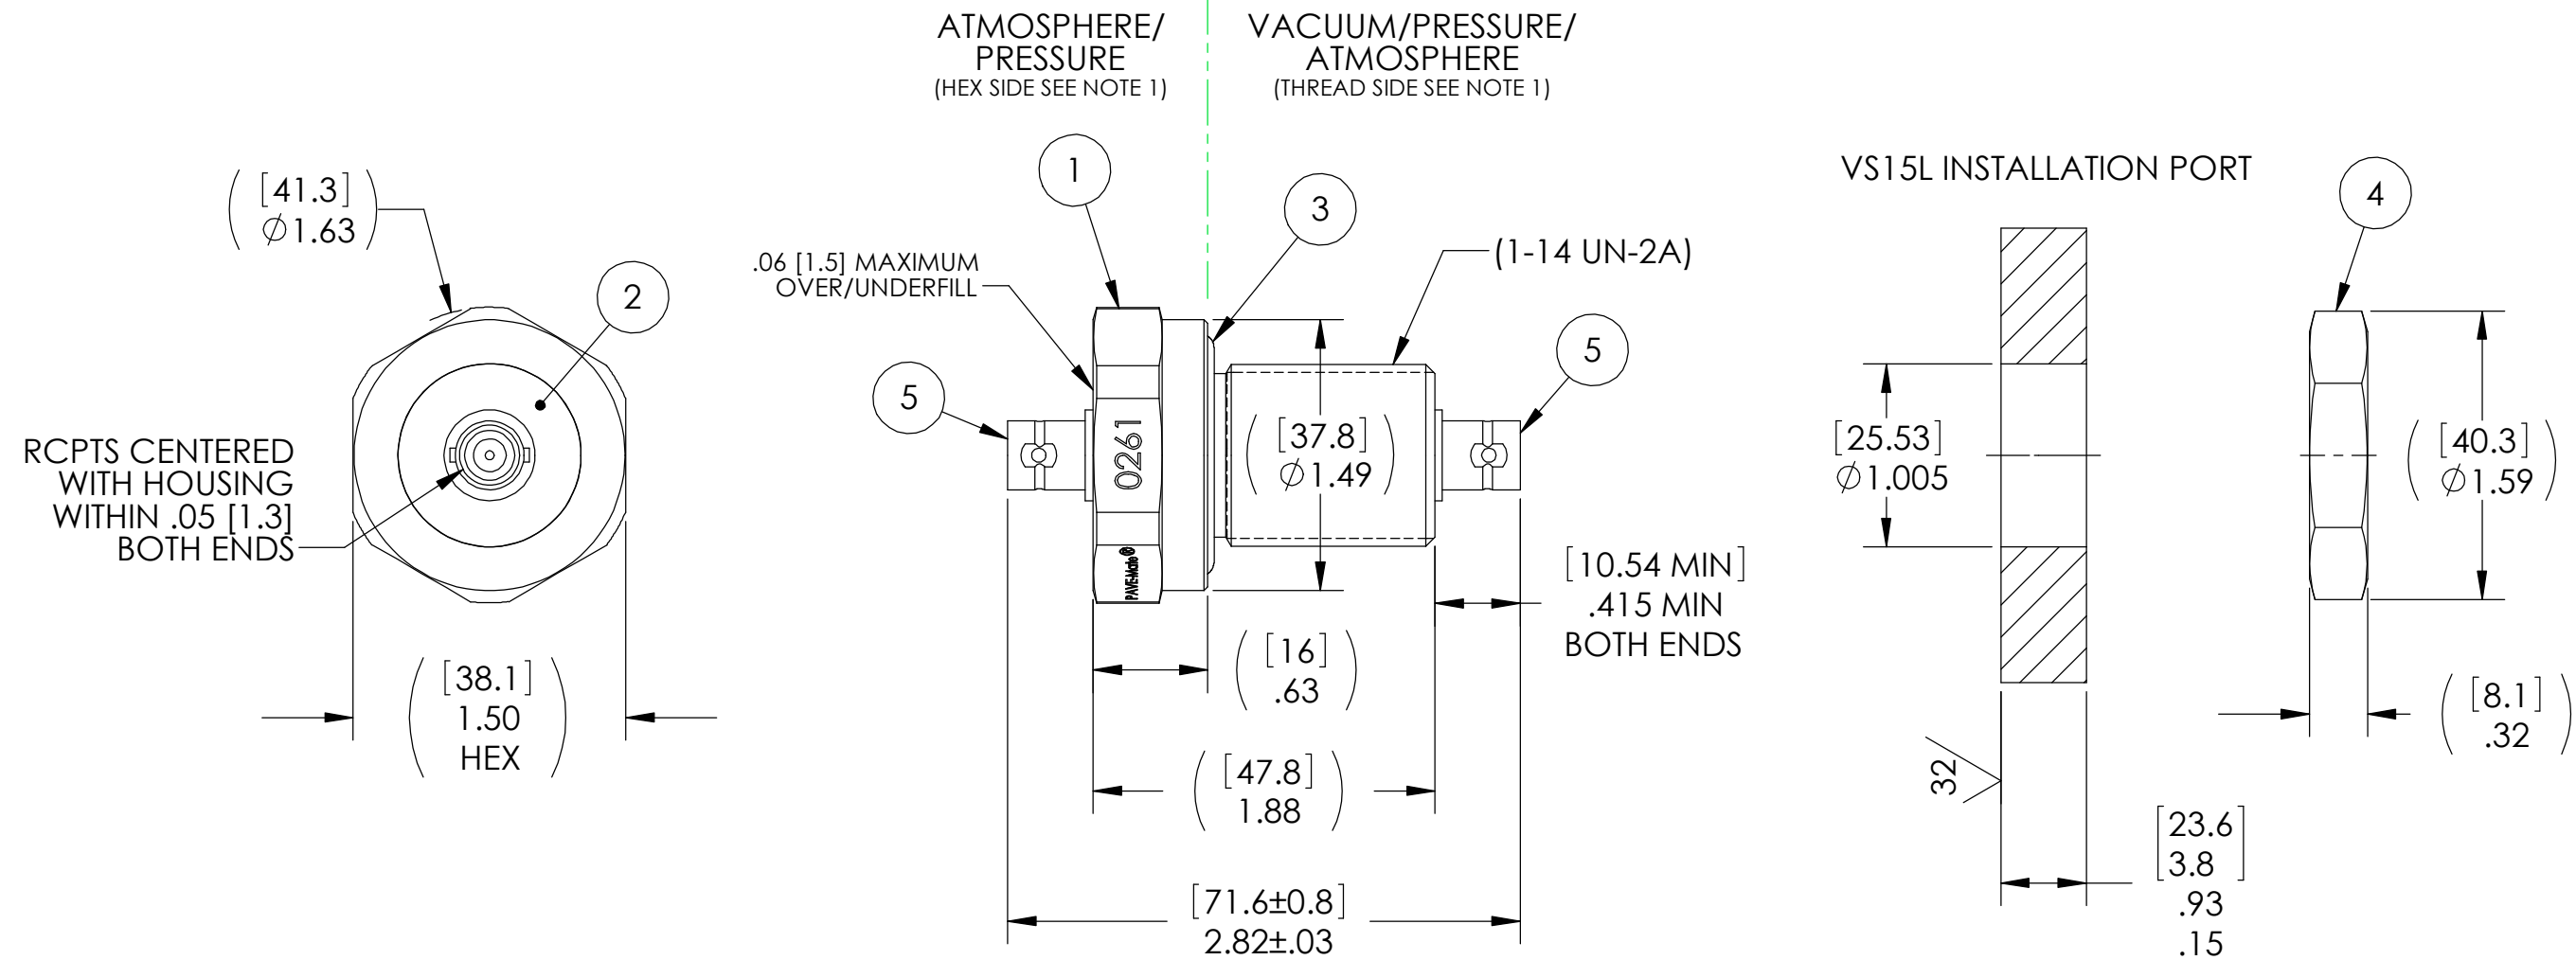 ATMOSPHERE/
PRESSURE
(HEX SIDE SEE NOTE 1)
VACUUM/PRESSURE/
ATMOSPHERE
(THREAD SIDE SEE NOTE 1)
([41.3]
Ø1.63)
2
RCPTS CENTERED
WITH HOUSING
WITHIN .05 [1.3]
BOTH ENDS
([38.1]
1.50
HEX)
1
3
.06 [1.5] MAXIMUM
OVER/UNDERFILL
(1-14 UN-2A)
5
5
0261
PAVE-Mate®
([37.8]
Ø1.49)
[10.54 MIN]
.415 MIN
BOTH ENDS
([16]
.63)
([47.8]
1.88)
[71.6±0.8]
2.82±.03
VS15L INSTALLATION PORT
4
[25.53]
Ø1.005
([40.3]
Ø1.59)
([8.1]
.32)
32
[23.6
3.8]
.93
.15